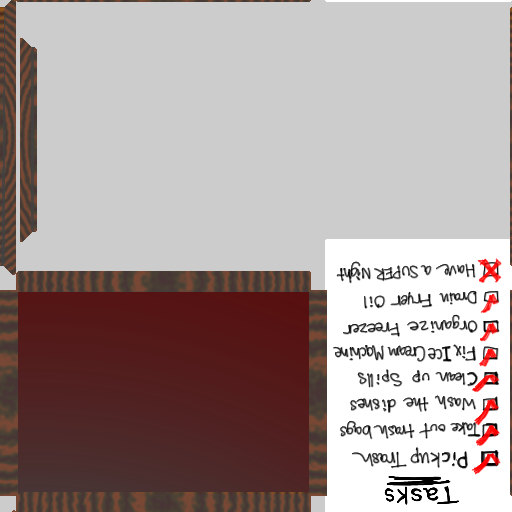 Tasks
Pickup Trash
Take out trash bags
Wash the dishes
Clean up Spills
Fix Ice Cream Machine
Organize Freezer
Drain Fryer Oil
Have a SUPER Night